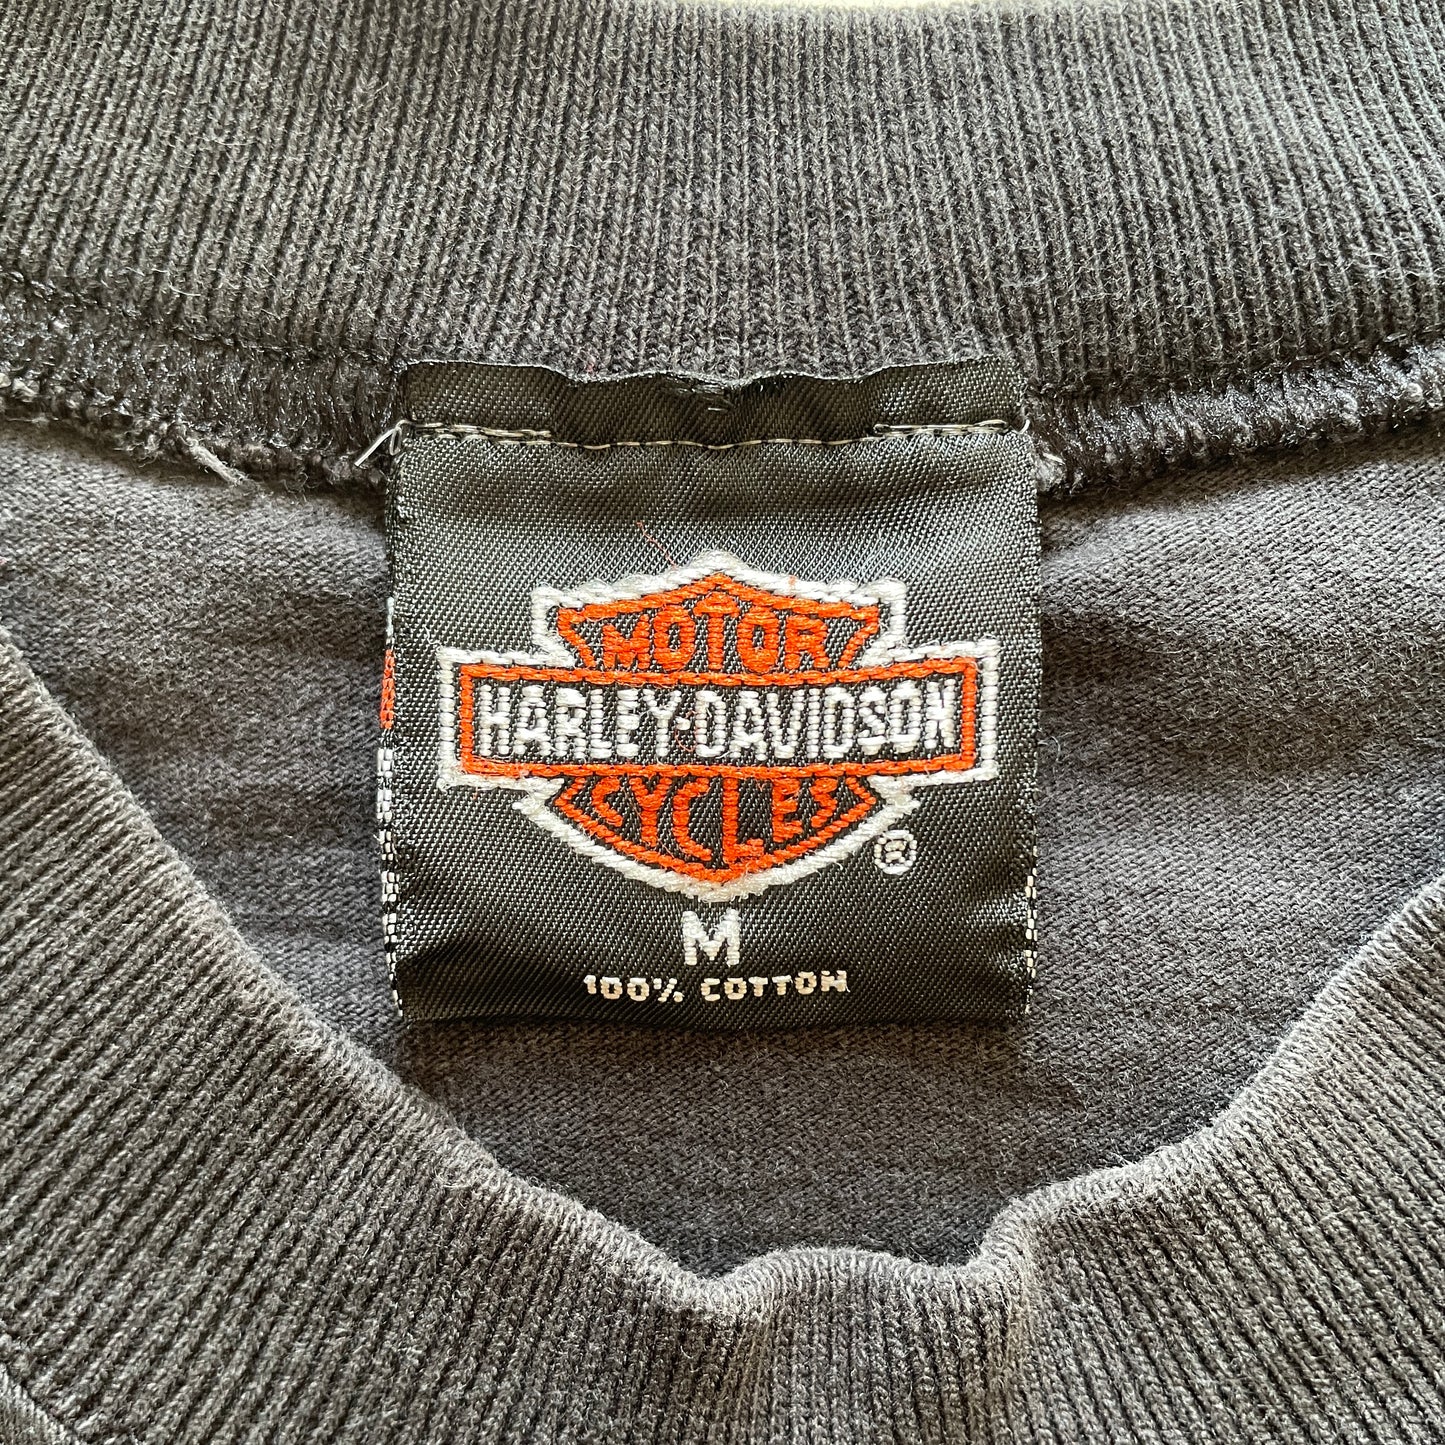 MOTOR
HARLEY-DAVIDSON
CYCLES
®
M
100% COTTON